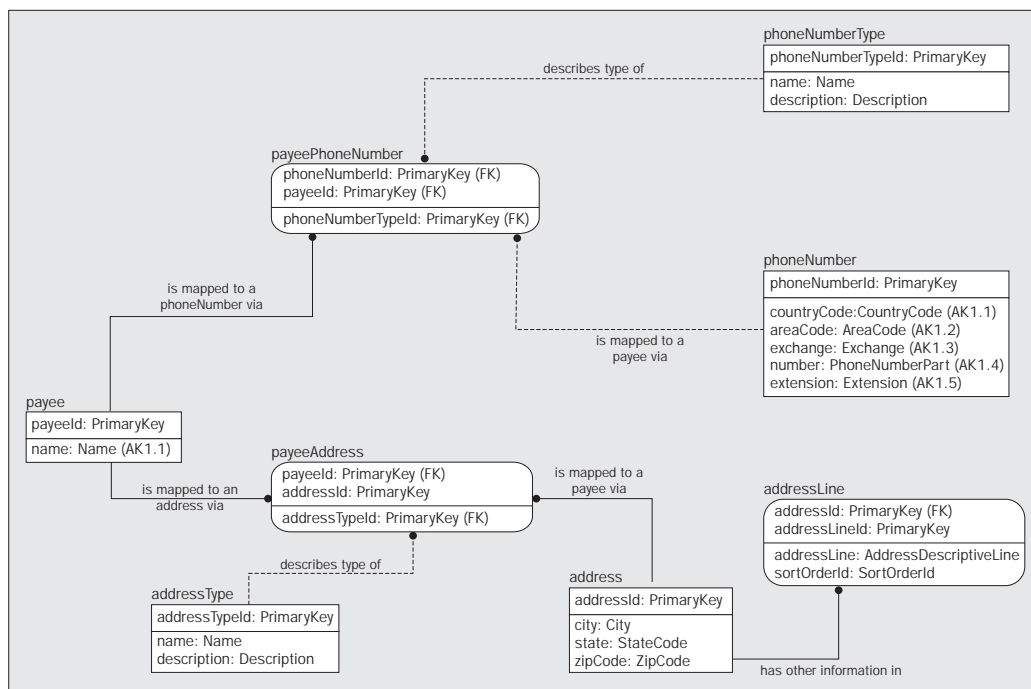 phoneNumberType
phoneNumberTypeId: PrimaryKey
name: Name
description: Description
describes type of
payeePhoneNumber
phoneNumberId: PrimaryKey (FK)
payeeId: PrimaryKey (FK)
phoneNumberTypeId: PrimaryKey (FK)
is mapped to a
phoneNumber via
phoneNumber
phoneNumberId: PrimaryKey
countryCode:CountryCode (AK1.1)
areaCode: AreaCode (AK1.2)
exchange: Exchange (AK1.3)
number: PhoneNumberPart (AK1.4)
extension: Extension (AK1.5)
is mapped to a
payee via
payee
payeeId: PrimaryKey
name: Name (AK1.1)
is mapped to an
address via
payeeAddress
payeeId: PrimaryKey (FK)
addressId: PrimaryKey
addressTypeId: PrimaryKey (FK)
is mapped to a
payee via
addressLine
addressId: PrimaryKey (FK)
addressLineId: PrimaryKey
addressLine: AddressDescriptiveLine
sortOrderId: SortOrderId
describes type of
addressType
addressTypeId: PrimaryKey
name: Name
description: Description
address
addressId: PrimaryKey
city: City
state: StateCode
zipCode: ZipCode
has other information in